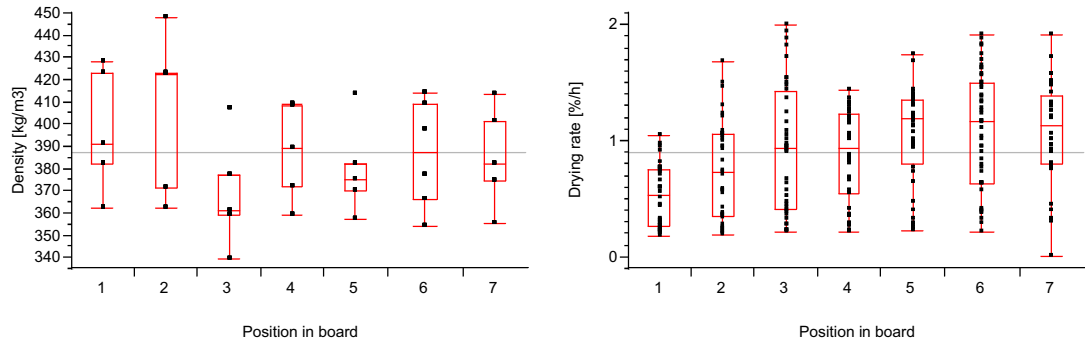 Density [kg/m3]
450
440
430
420
410
400
390
380
370
360
350
340
1 2 3 4 5 6 7
Position in board
Drying rate [%/h]
2
1
0
1 2 3 4 5 6 7
Position in board